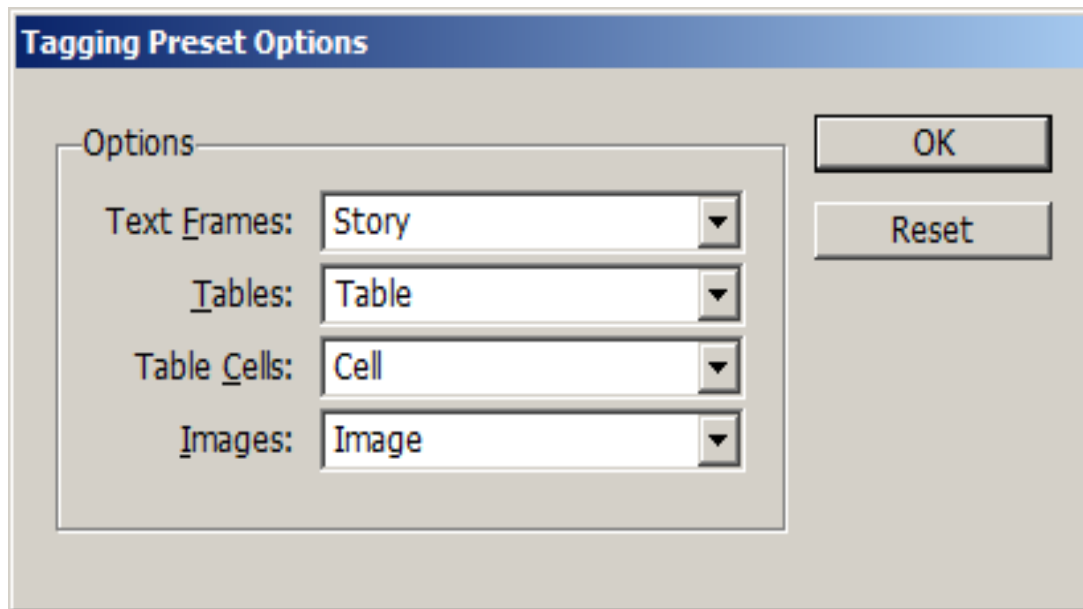 Tagging Preset Options
Options
OK
Text Frames: Story
Reset
Tables: Table
Table Cells: Cell
Images: Image